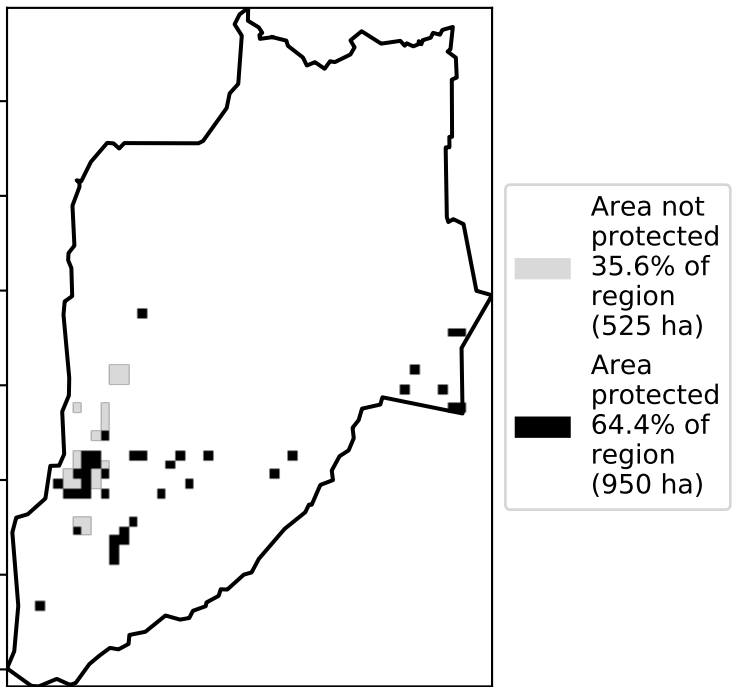 Area not
protected
35.6% of
region
(525 ha)
Area
protected
64.4% of
region
(950 ha)